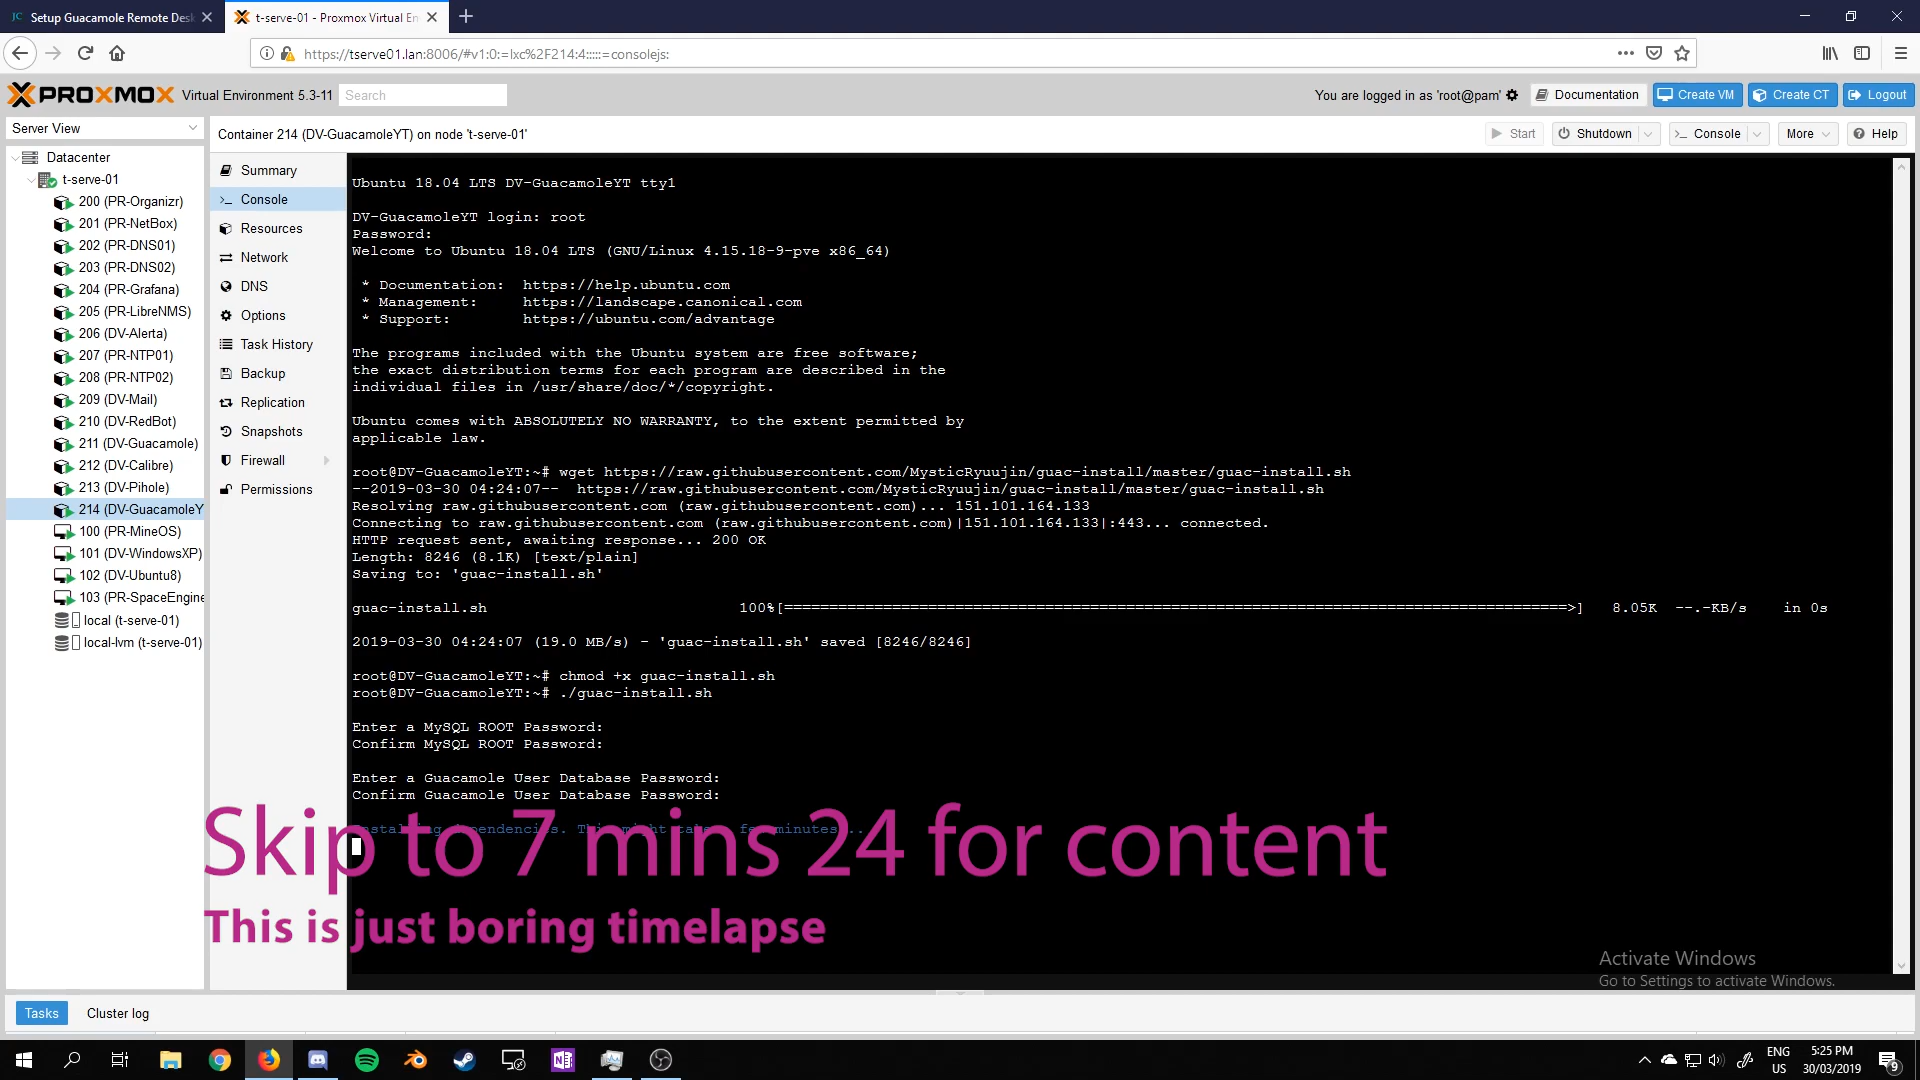 Setup Guacamole Remote Des
t-serve-01 - Proxmox Virtual En
https://tserve01.lan:8006/#v1:0:=lxc%2F214:4:::::=consolejs:
PROXMOX Virtual Environment 5.3-11
Search
You are logged in as 'root@pam'
Documentation
Create VM
Create CT
Logout
Server View
Container 214 (DV-GuacamoleYT) on node 't-serve-01'
Start
Shutdown
Console
More
Help
Datacenter
t-serve-01
200 (PR-Organizr)
201 (PR-NetBox)
202 (PR-DNS01)
203 (PR-DNS02)
204 (PR-Grafana)
205 (PR-LibreNMS)
206 (DV-Alerta)
207 (PR-NTP01)
208 (PR-NTP02)
209 (DV-Mail)
210 (DV-RedBot)
211 (DV-Guacamole)
212 (DV-Calibre)
213 (DV-Pihole)
214 (DV-GuacamoleY
100 (PR-MineOS)
101 (DV-WindowsXP)
102 (DV-Ubuntu8)
103 (PR-SpaceEngine
local (t-serve-01)
local-lvm (t-serve-01)
Summary
Console
Resources
Network
DNS
Options
Task History
Backup
Replication
Snapshots
Firewall
Permissions
Ubuntu 18.04 LTS DV-GuacamoleYT tty1
DV-GuacamoleYT login: root
Password:
Welcome to Ubuntu 18.04 LTS (GNU/Linux 4.15.18-9-pve x86_64)
* Documentation:  https://help.ubuntu.com
* Management:     https://landscape.canonical.com
* Support:        https://ubuntu.com/advantage
The programs included with the Ubuntu system are free software;
the exact distribution terms for each program are described in the
individual files in /usr/share/doc/*/copyright.
Ubuntu comes with ABSOLUTELY NO WARRANTY, to the extent permitted by
applicable law.
root@DV-GuacamoleYT:~# wget https://raw.githubusercontent.com/MysticRyuujin/guac-install/master/guac-install.sh
--2019-03-30 04:24:07--  https://raw.githubusercontent.com/MysticRyuujin/guac-install/master/guac-install.sh
Resolving raw.githubusercontent.com (raw.githubusercontent.com)... 151.101.164.133
Connecting to raw.githubusercontent.com (raw.githubusercontent.com)|151.101.164.133|:443... connected.
HTTP request sent, awaiting response... 200 OK
Length: 8246 (8.1K) [text/plain]
Saving to: 'guac-install.sh'
guac-install.sh 100%[=======================================================================================>] 8.05K --.-KB/s in 0s
2019-03-30 04:24:07 (19.0 MB/s) - 'guac-install.sh' saved [8246/8246]
root@DV-GuacamoleYT:~# chmod +x guac-install.sh
root@DV-GuacamoleYT:~# ./guac-install.sh
Enter a MySQL ROOT Password:
Confirm MySQL ROOT Password:
Enter a Guacamole User Database Password:
Confirm Guacamole User Database Password:
Skip to 7 mins 24 for content
This is just boring timelapse
Activate Windows
Go to Settings to activate Windows.
Tasks
Cluster log
ENG
US
5:25 PM
30/03/2019
9